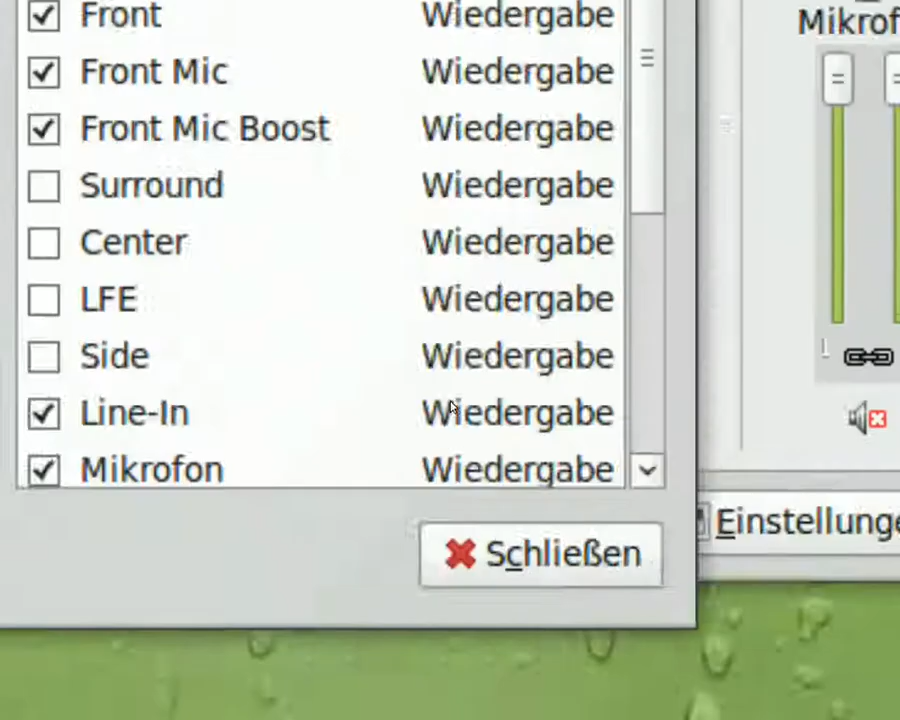 Front Wiedergabe
Front Mic Wiedergabe
Front Mic Boost Wiedergabe
Surround Wiedergabe
Center Wiedergabe
LFE Wiedergabe
Side Wiedergabe
Line-In Wiedergabe
Mikrofon Wiedergabe
Schließen
Mikrof
Einstellunge